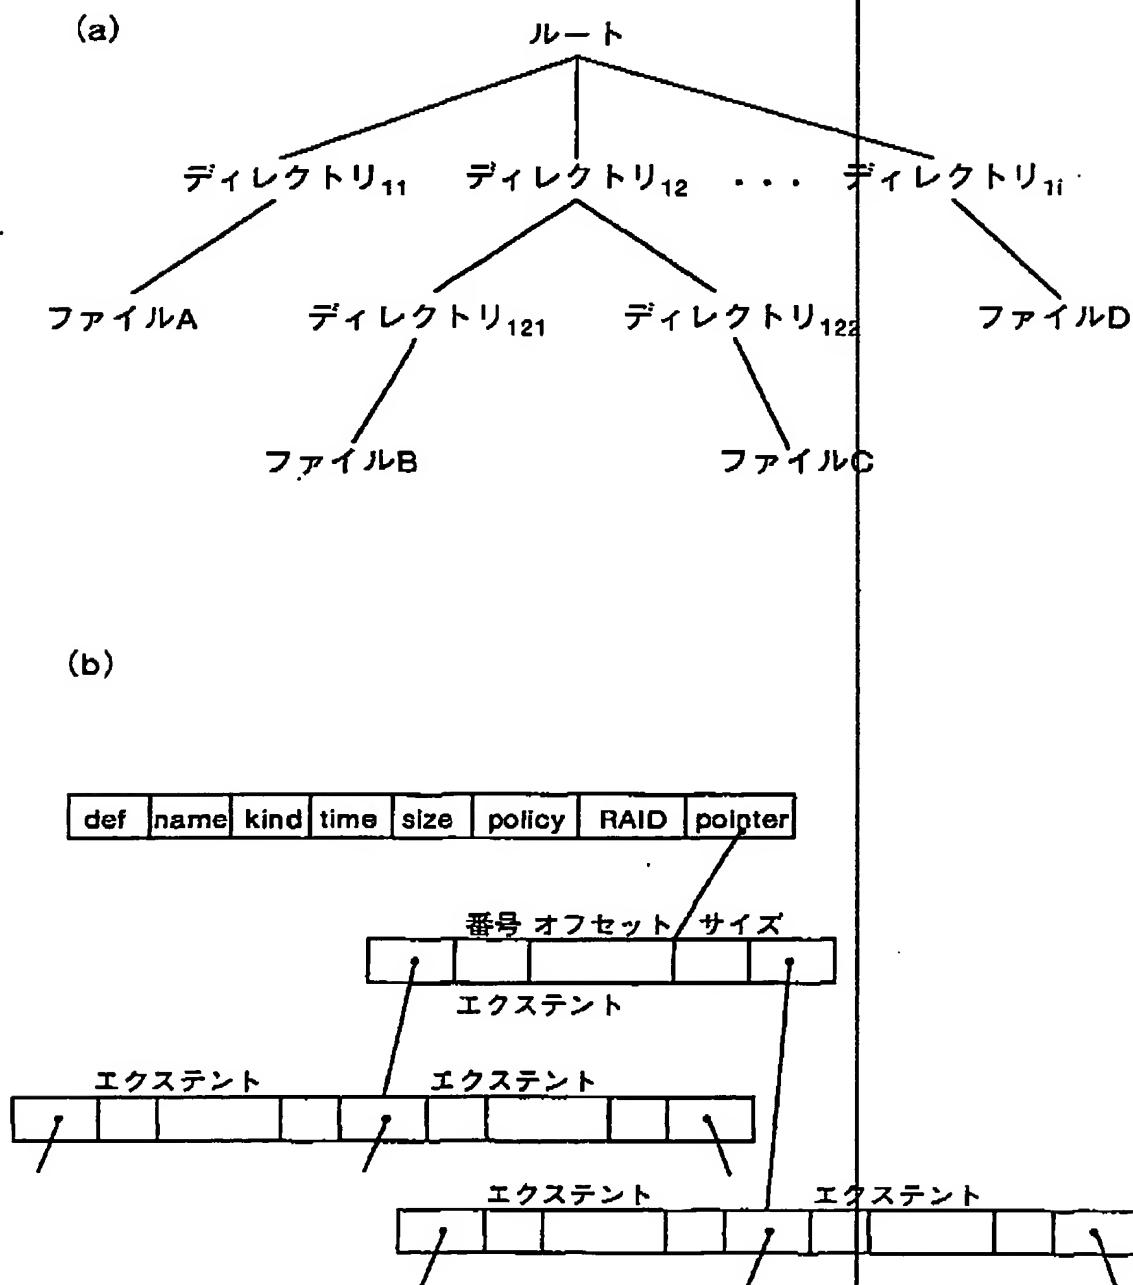 (a)
ルート
ディレクトリ11 ディレクトリ12 ・・・ ディレクトリ1i
ファイルA ディレクトリ121 ディレクトリ122 ファイルD
ファイルB ファイルC
(b)
def name kind time size policy RAID pointer
番号 オフセット サイズ
エクステント
エクステント エクステント
エクステント エクステント